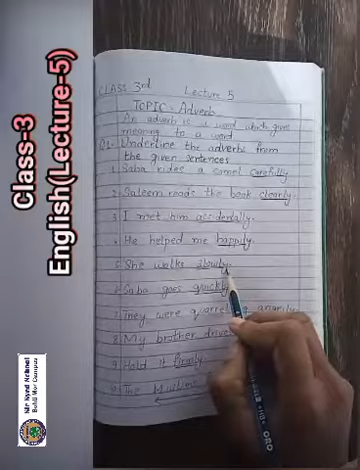 Class-3
English(Lecture-5)
CLASS 3rd Lecture 5
TOPIC: Adverb
An adverb is a word which gives
meaning to a word
Q1- Underline the adverbs from
the given sentences
1. Saba rides a camel carefully.
2. Saleem reads the book clearly.
3. I met him accidentally.
4. He helped me happily.
5. She walks slowly.
6. Saba goes quickly
7. They were angrily
8. My brother
9. Hold it firmly
The Muslims